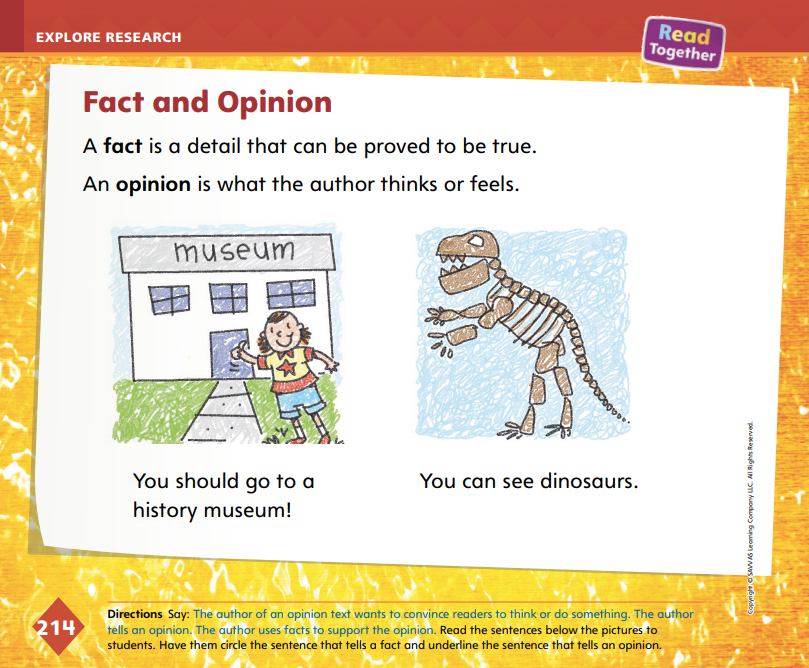 EXPLORE RESEARCH
Read
Together
Fact and Opinion
A fact is a detail that can be proved to be true.
An opinion is what the author thinks or feels.
museum
You should go to a
history museum!
You can see dinosaurs.
Copyright © SAVVAS Learning Company LLC. All Rights Reserved.
214
Directions Say: The author of an opinion text wants to convince readers to think or do something. The author
tells an opinion. The author uses facts to support the opinion. Read the sentences below the pictures to
students. Have them circle the sentence that tells a fact and underline the sentence that tells an opinion.